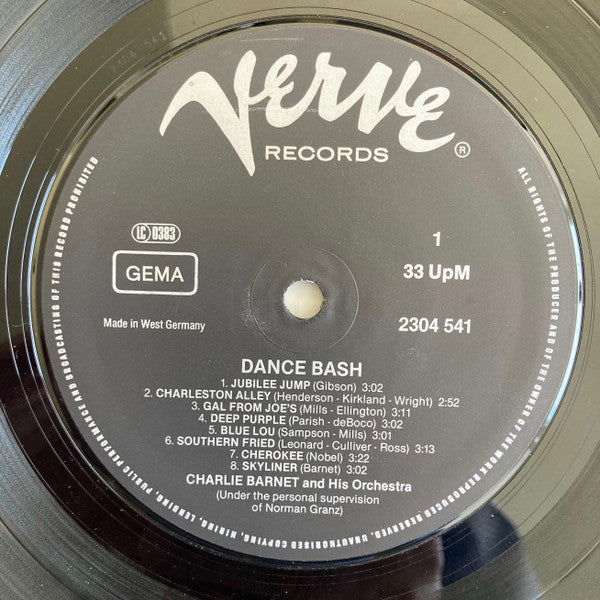 2304 541
Verve
RECORDS ®
LC 0383
GEMA
Made in West Germany
1
33 UpM
2304 541
DANCE BASH
1. JUBILEE JUMP (Gibson) 3:02
2. CHARLESTON ALLEY (Henderson - Kirkland - Wright) 2:52
3. GAL FROM JOE'S (Mills - Ellington) 3:11
4. DEEP PURPLE (Parish - deBoco) 3:02
5. BLUE LOU (Sampson - Mills) 3:01
6. SOUTHERN FRIED (Leonard - Culliver - Ross) 3:13
7. CHEROKEE (Nobel) 3:22
8. SKYLINER (Barnet) 3:02
CHARLIE BARNET and His Orchestra
(Under the personal supervision
of Norman Granz)
ALL RIGHTS OF THE PRODUCER AND OF THE OWNER OF THE WORK REPRODUCED RESERVED. UNAUTHORISED COPYING, HIRING, LENDING, PUBLIC PERFORMANCE AND BROADCASTING OF THIS RECORD PROHIBITED